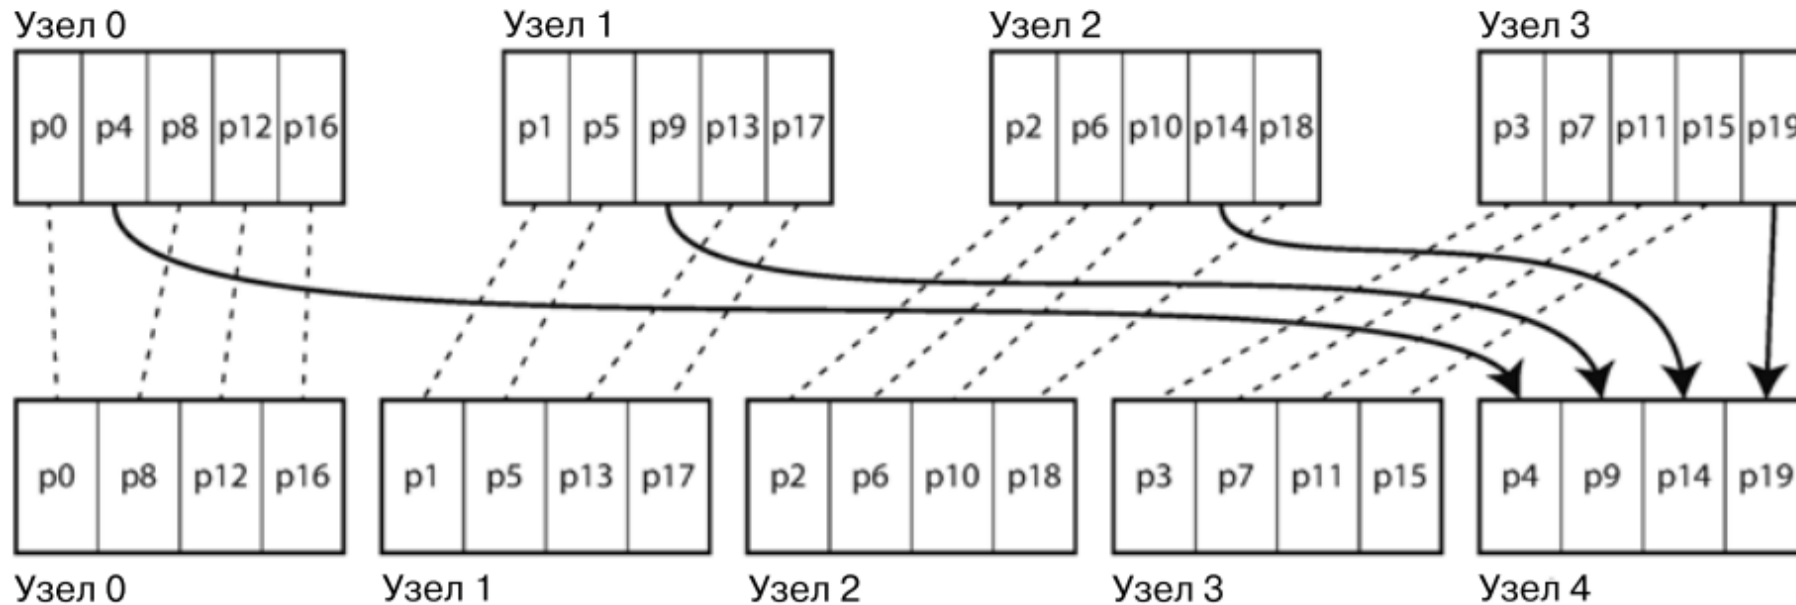 Узел 0 Узел 1 Узел 2 Узел 3
p0 p4 p8 p12 p16 p1 p5 p9 p13 p17 p2 p6 p10 p14 p18 p3 p7 p11 p15 p19
p0 p8 p12 p16 p1 p5 p13 p17 p2 p6 p10 p18 p3 p7 p11 p15 p4 p9 p14 p19
Узел 0 Узел 1 Узел 2 Узел 3 Узел 4